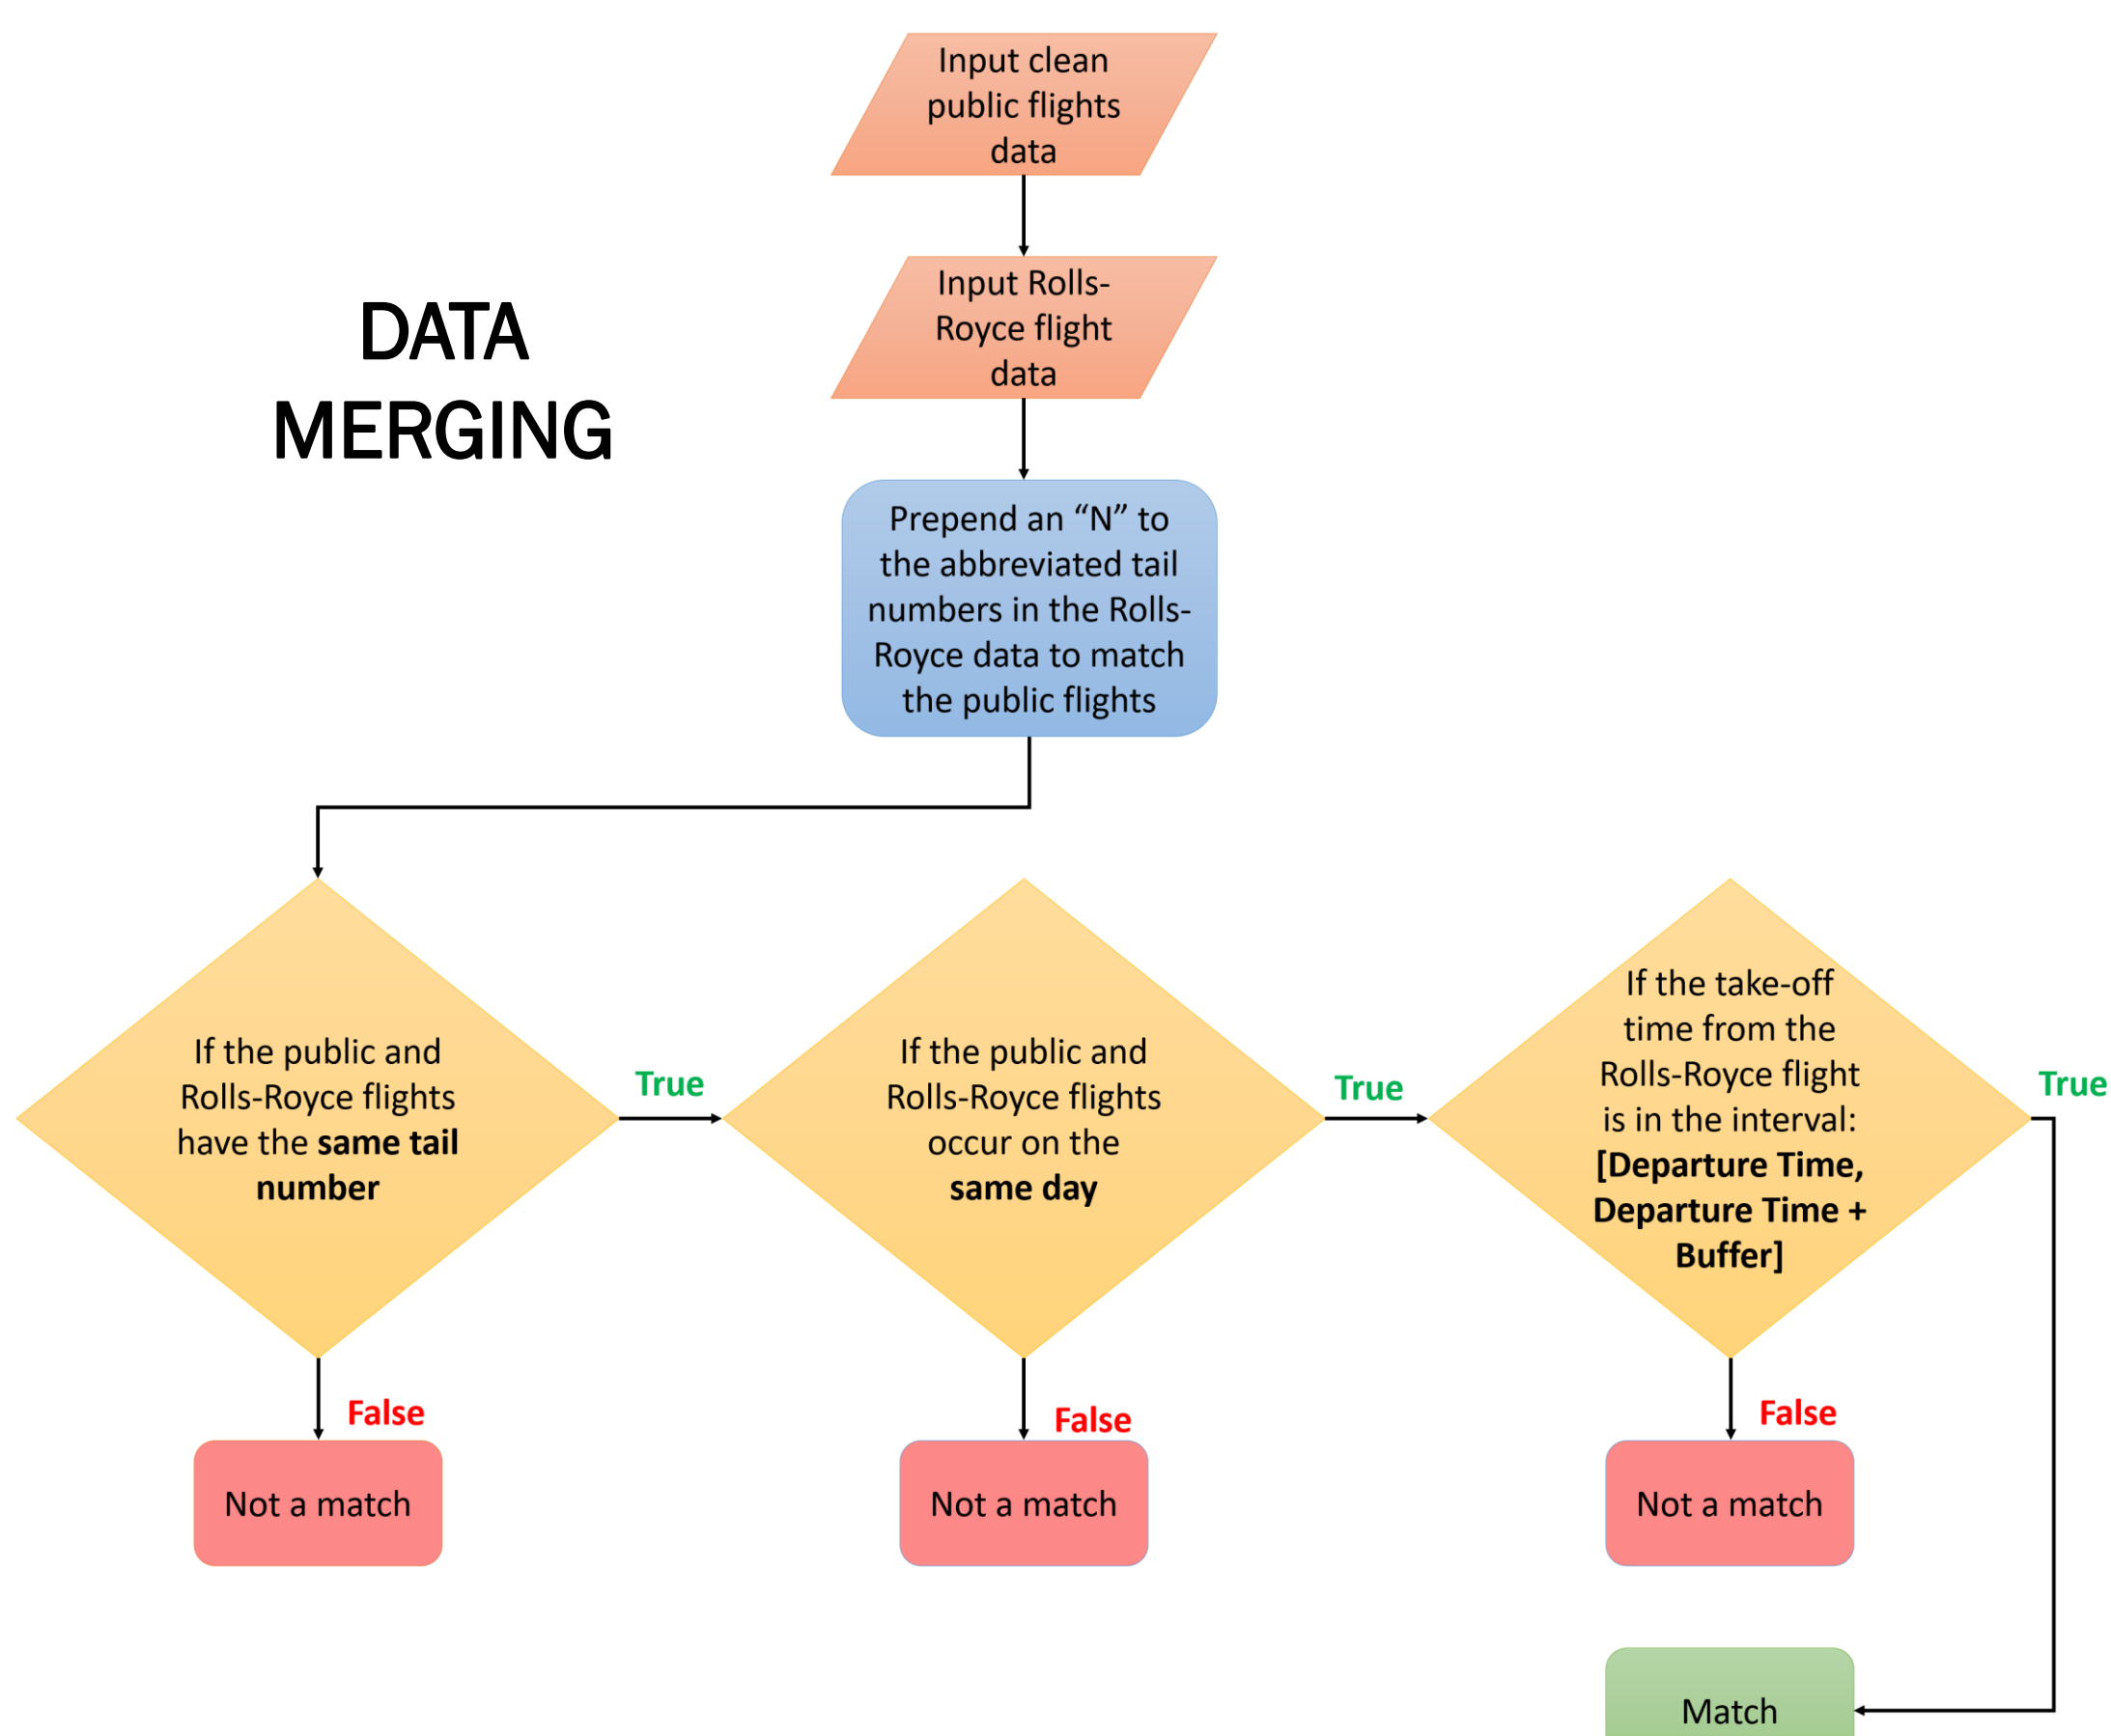 Input clean
public flights
data
Input Rolls-
Royce flight
data
DATA
MERGING
Prepend an “N” to
the abbreviated tail
numbers in the Rolls-
Royce data to match
the public flights
If the public and
Rolls-Royce flights
have the same tail
number
True
If the public and
Rolls-Royce flights
occur on the
same day
True
If the take-off
time from the
Rolls-Royce flight
is in the interval:
[Departure Time,
Departure Time +
Buffer]
True
False
False
False
Not a match
Not a match
Not a match
Match